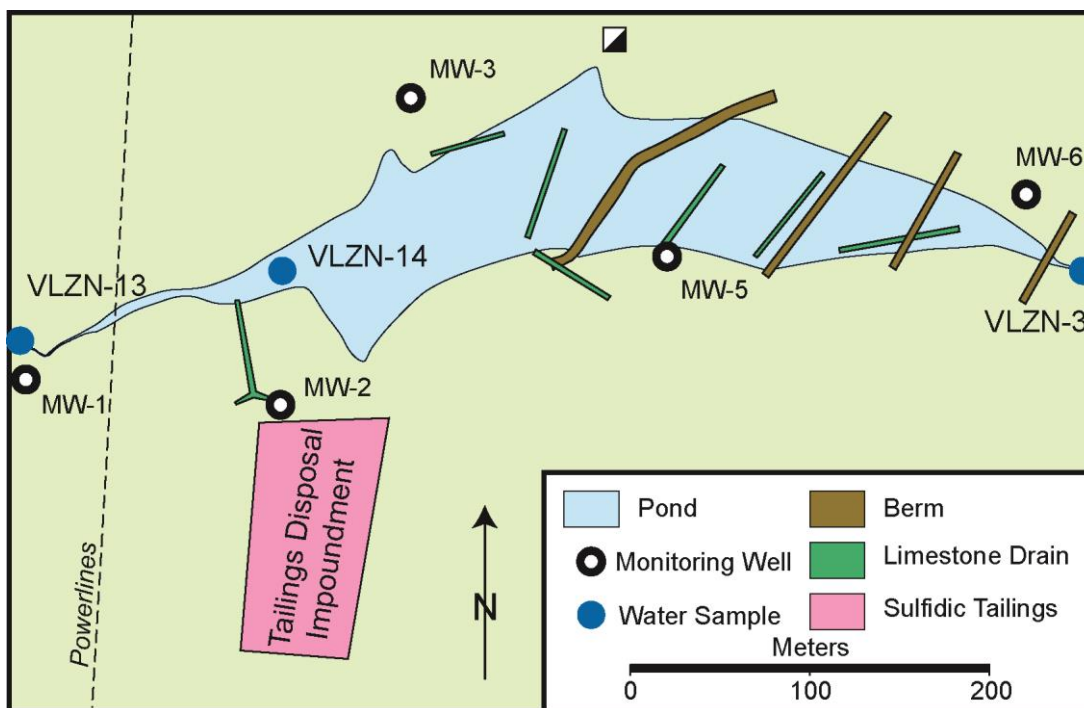 MW-3
MW-6
VLZN-14
VLZN-13
MW-5
VLZN-3
MW-2
MW-1
Tailings Disposal
Impoundment
Powerlines
N
Pond
Berm
Monitoring Well
Limestone Drain
Water Sample
Sulfidic Tailings
Meters
0
100
200